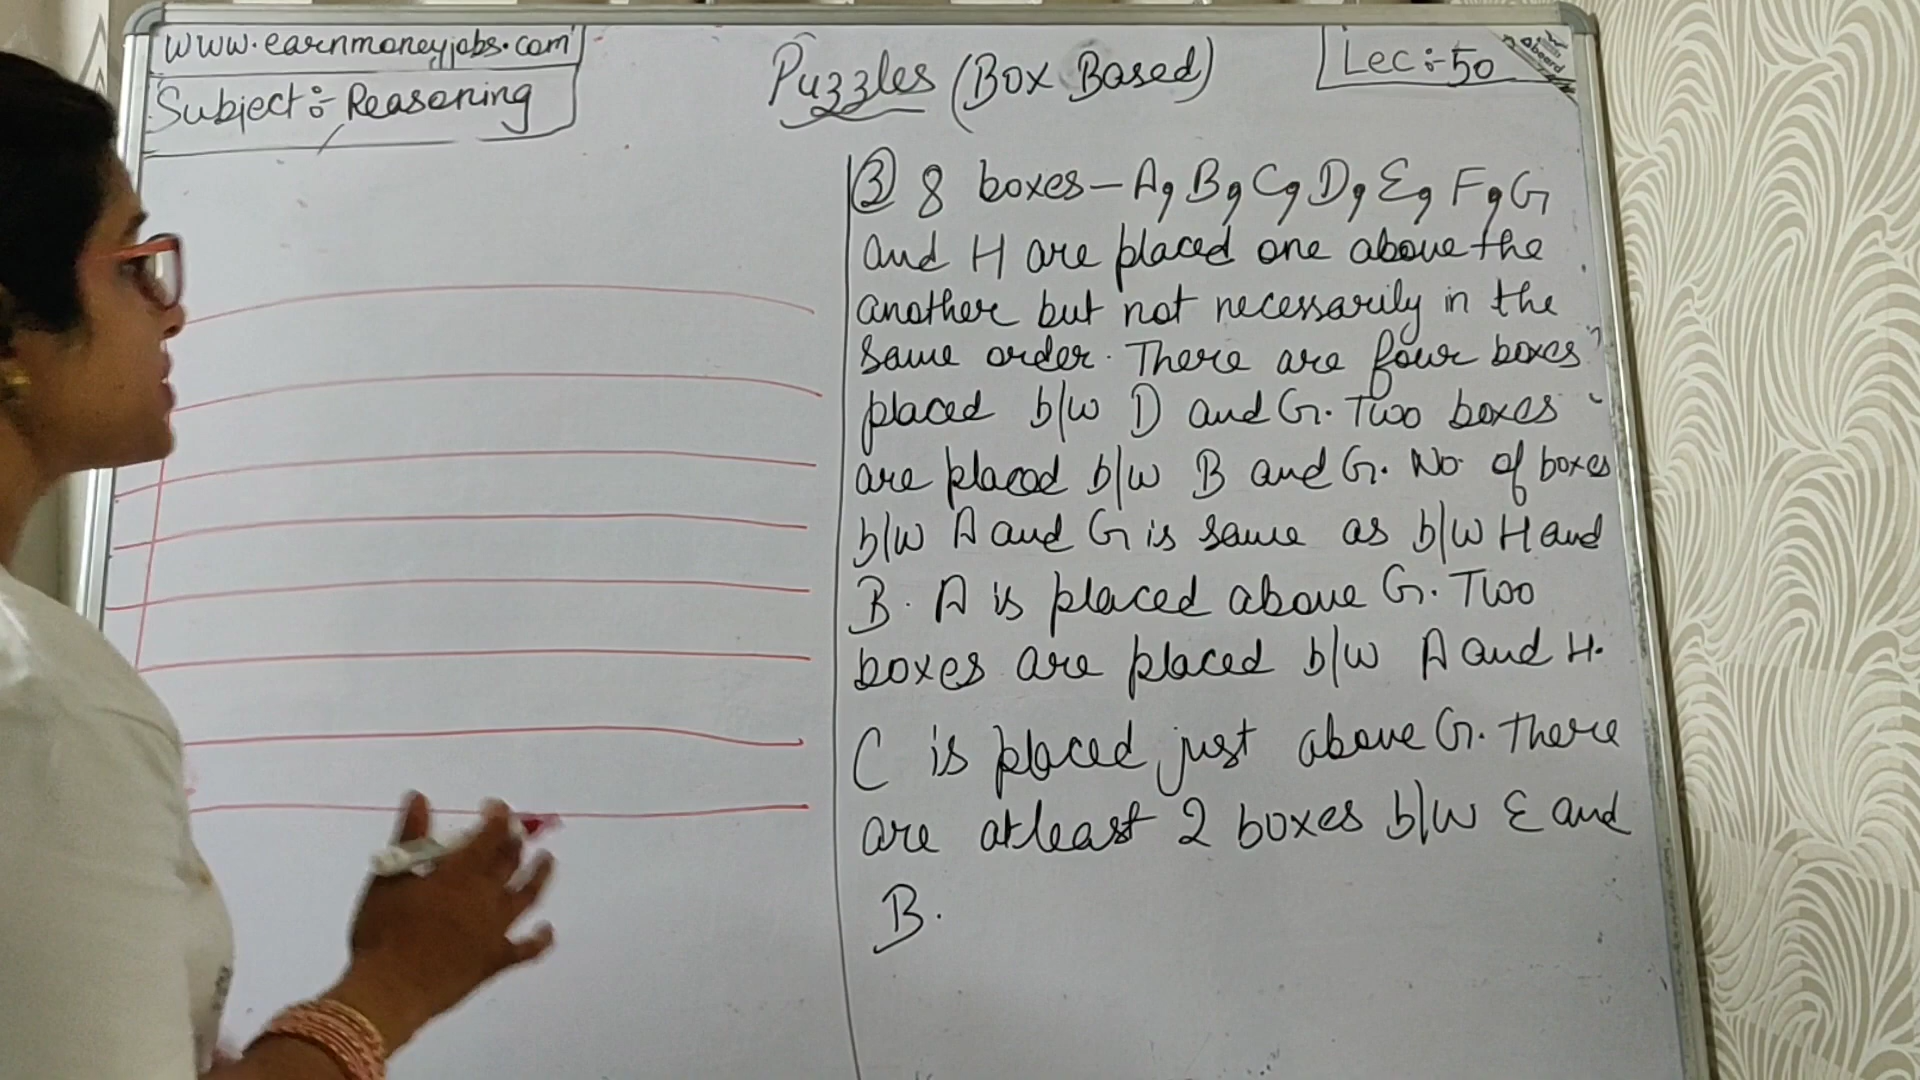 www.earnmoneyjobs.com
Subject:- Reasoning
Puzzles (Box Based)
Lec:-50
Aboard
③ 8 boxes - A, B, C, D, E, F, G
and H are placed one above the
another but not necessarily in the
same order. There are four boxes
placed b/w D and G. Two boxes
are placed b/w B and G. No. of boxes
b/w A and G is same as b/w H and
B. A is placed above G. Two
boxes are placed b/w A and H.
C is placed just above G. There
are atleast 2 boxes b/w E and
B.